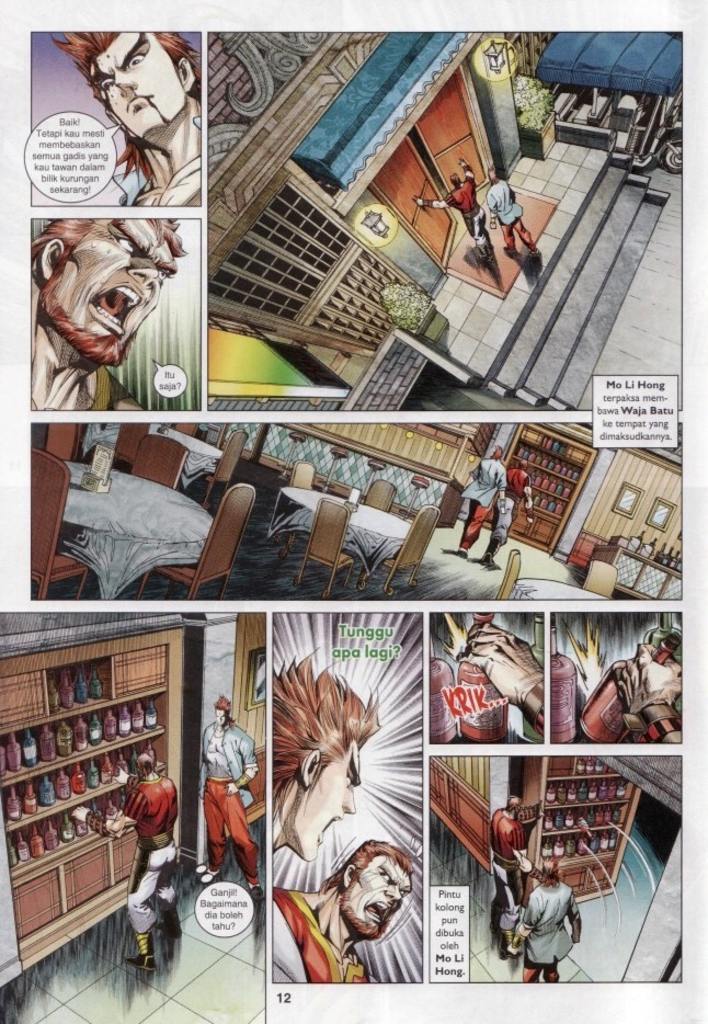 Baik!
Tetapi kau mesti
membebaskan
semua gadis yang
kau tawan dalam
bilik kurungan
sekarang!
Itu
saja?
Mo Li Hong
terpaksa mem-
bawa Waja Batu
ke tempat yang
dimaksudkannya.
Ganjil!
Bagaimana
dia boleh
tahu?
Tunggu
apa lagi?
KRIK...
Pintu
kolong
pun
dibuka
oleh
Mo Li
Hong.
12